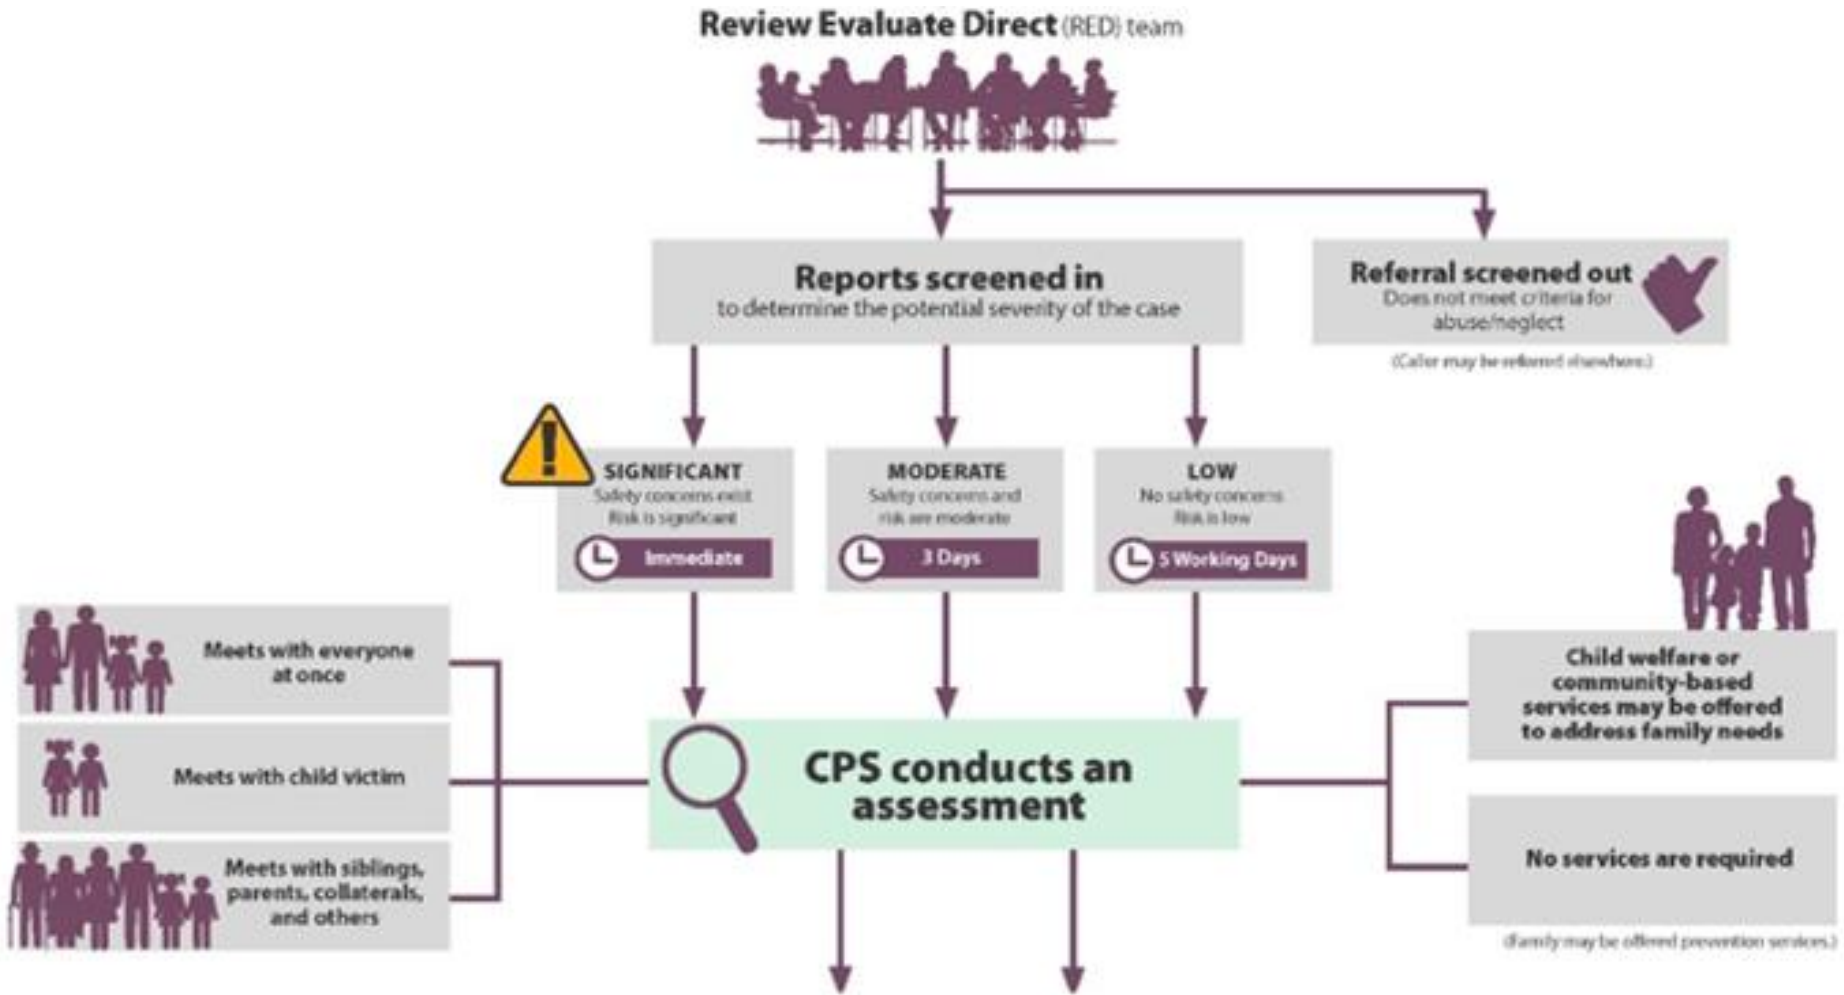 Review Evaluate Direct (RED) team
Reports screened in
to determine the potential severity of the case
Referral screened out
Does not meet criteria for
abuse/neglect
(Caller may be referred elsewhere.)
SIGNIFICANT
Safety concerns exist
Risk is significant
Immediate
MODERATE
Safety concerns and
risk are moderate
3 Days
LOW
No safety concerns
Risk is low
5 Working Days
Meets with everyone
at once
Meets with child victim
Meets with siblings,
parents, collaterals,
and others
CPS conducts an
assessment
Child welfare or
community-based
services may be offered
to address family needs
No services are required
(Family may be offered prevention services.)